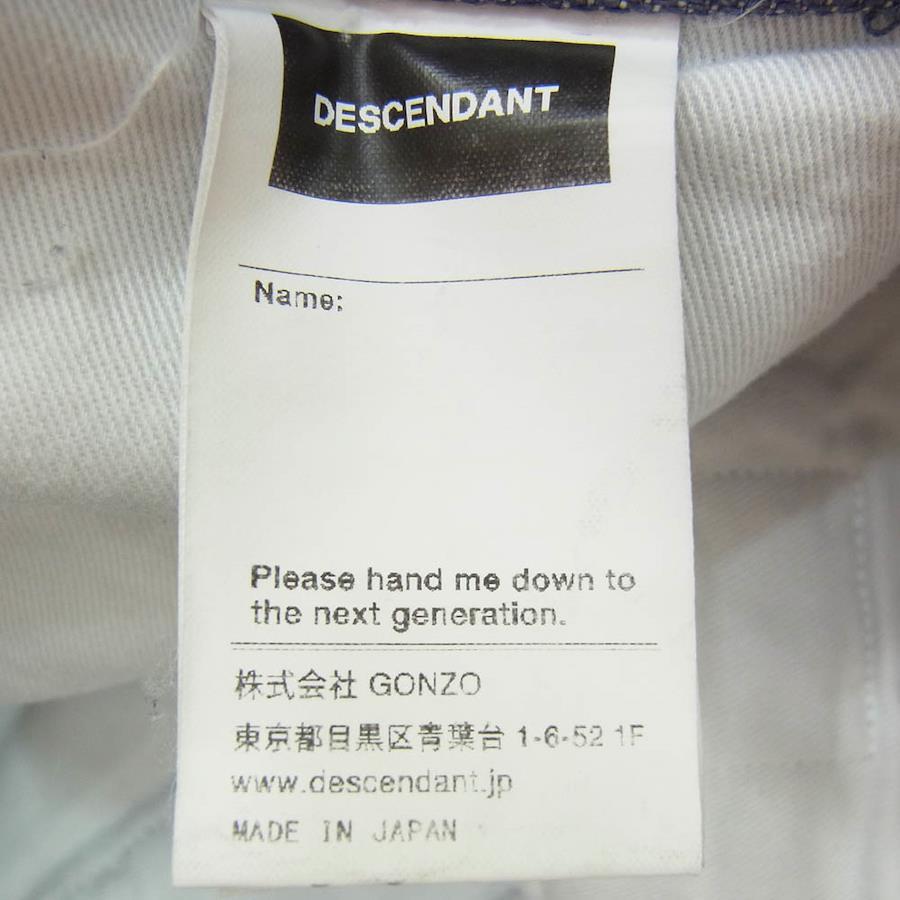 DESCENDANT
Name:
Please hand me down to
the next generation.
株式会社 GONZO
東京都目黒区青葉台 1-6-52 1F
www.descendant.jp
MADE IN JAPAN